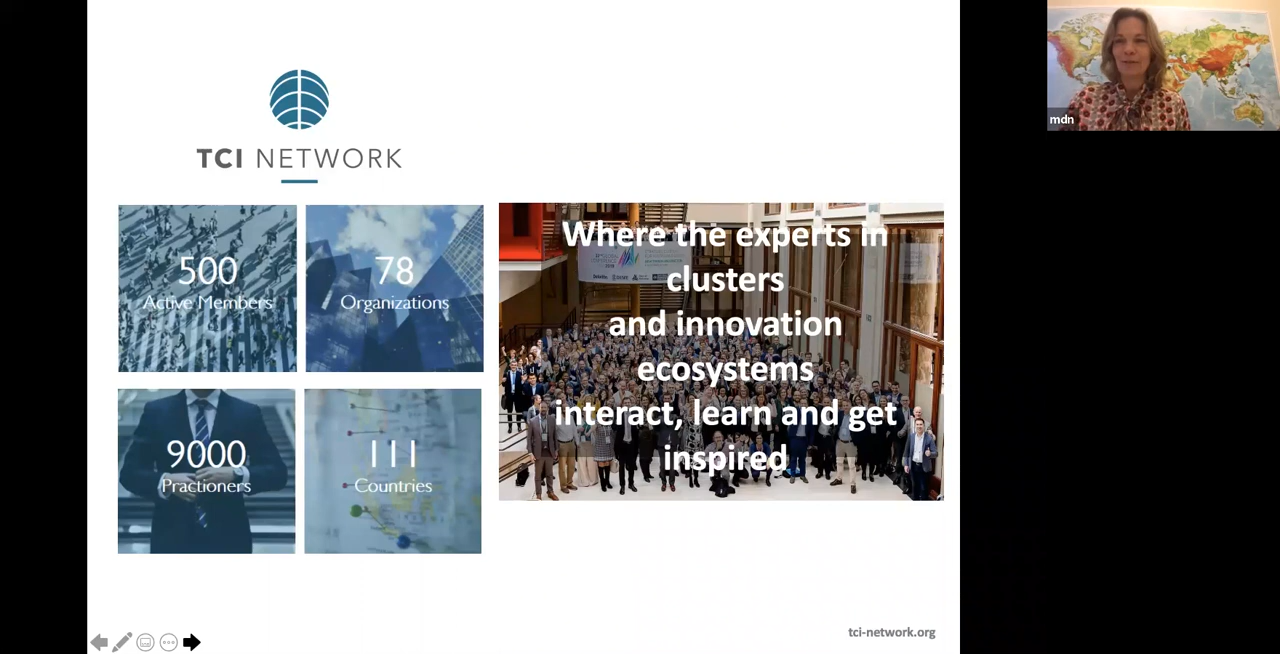 TCI NETWORK
500
Active Members
78
Organizations
9000
Practioners
111
Countries
Where the experts in
clusters
and innovation
ecosystems
interact, learn and get
inspired
tci-network.org
mdn